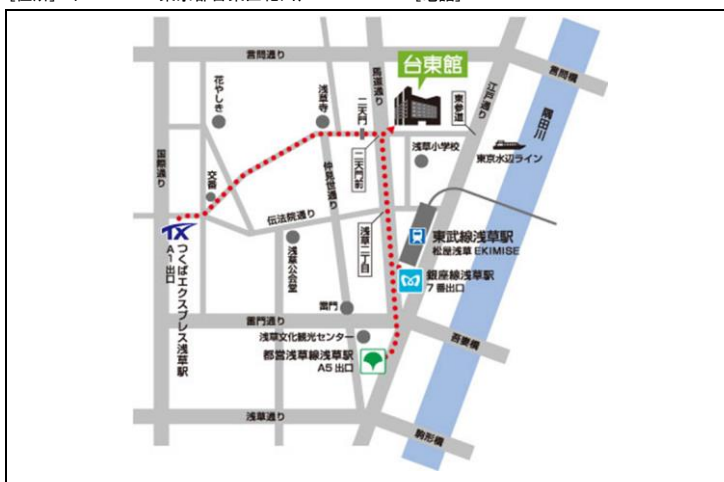 言問通り
馬道通り
台東館
江戸通り
言問橋
花やしき
浅草寺
二天門
東参道
隅田川
国際通り
交番
仲見世通り
二天門前
浅草小学校
東京水辺ライン
伝法院通り
浅草二丁目
TX
つくばエクスプレス浅草駅
A1出口
浅草公会堂
東武線浅草駅
松屋浅草 EKIMISE
銀座線浅草駅
7番出口
雷門
雷門通り
浅草文化観光センター
吾妻橋
都営浅草線浅草駅
A5出口
浅草通り
駒形橋